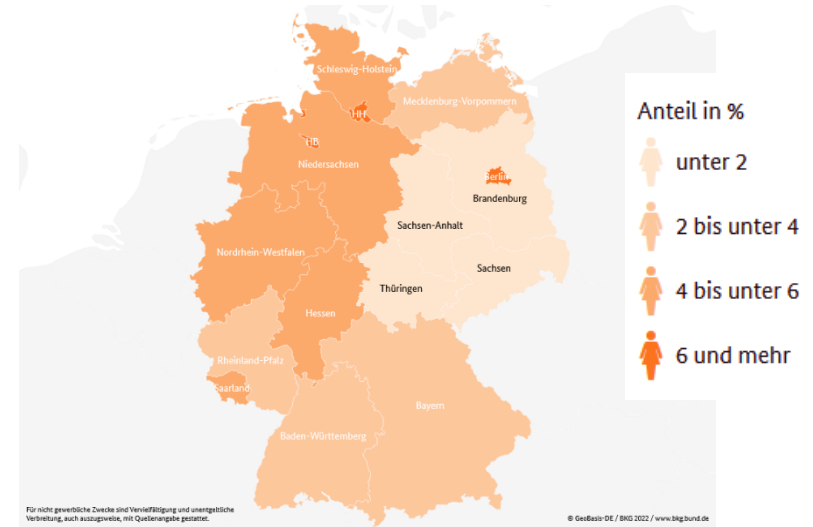 Schleswig-Holstein
Mecklenburg-Vorpommern
HH
HB
Niedersachsen
Berlin
Brandenburg
Sachsen-Anhalt
Nordrhein-Westfalen
Sachsen
Thüringen
Hessen
Rheinland-Pfalz
Saarland
Bayern
Baden-Württemberg
Anteil in %
unter 2
2 bis unter 4
4 bis unter 6
6 und mehr
Für nicht gewerbliche Zwecke sind Vervielfältigung und unentgeltliche
Verbreitung, auch auszugsweise, mit Quellenangabe gestattet.
© GeoBasis-DE / BKG 2022 / www.bkg.bund.de